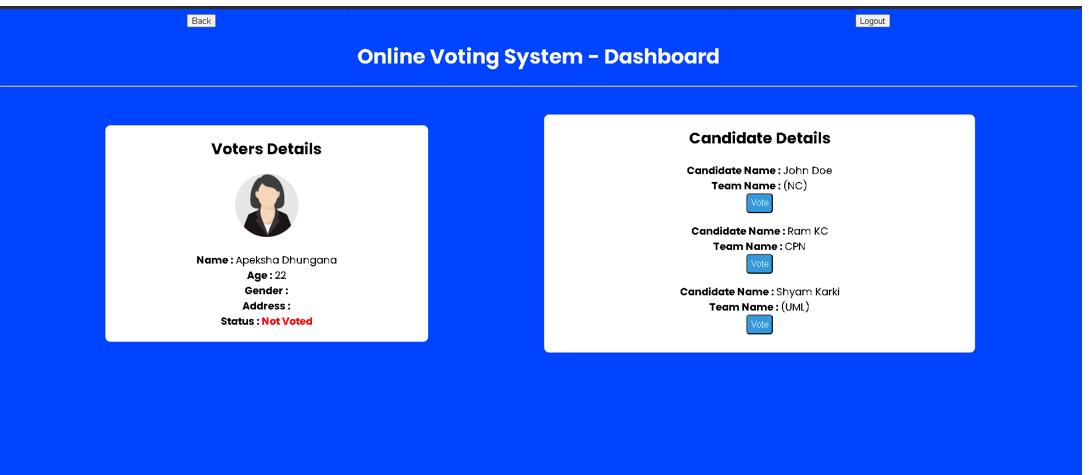 Back
Logout
Online Voting System - Dashboard
Voters Details
Name : Apeksha Dhungana
Age : 22
Gender :
Address :
Status : Not Voted
Candidate Details
Candidate Name : John Doe
Team Name : (NC)
Vote
Candidate Name : Ram KC
Team Name : CPN
Vote
Candidate Name : Shyam Karki
Team Name : (UML)
Vote